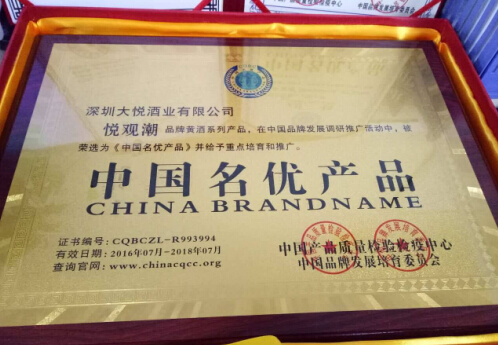 深圳大悦酒业有限公司
悦观潮 品牌黄酒系列产品，在中国品牌发展调研推广活动中，被
荣选为《中国名优产品》并给予重点培育和推广。
中国名优产品
CHINA BRANDNAME
证书编号：CQBCZL-R993994
有效日期：2016年07月-2018年07月
查询官网：www.chinacqcc.org
中国产品质量检验检疫中心
中国品牌发展培育委员会